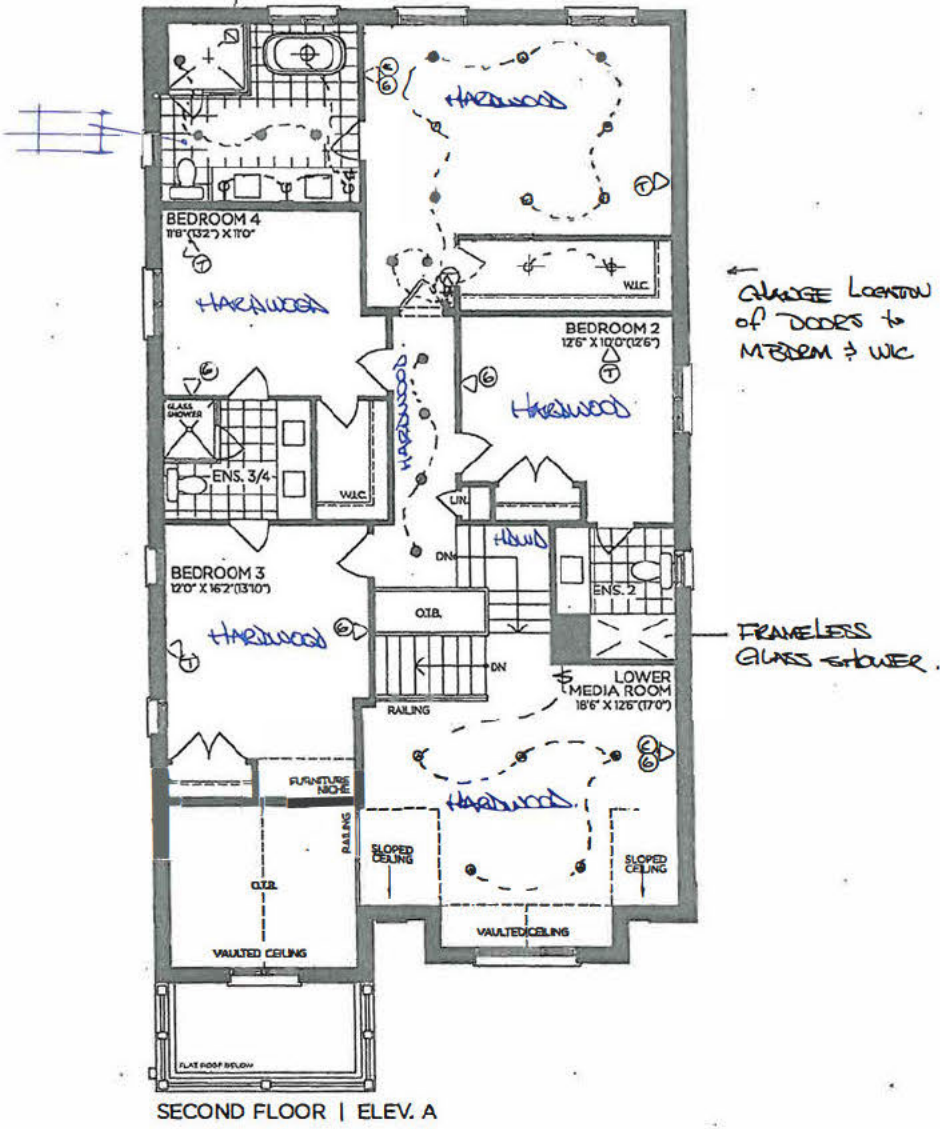 HARDWOOD
C
G
T
BEDROOM 4
11'8"(13'2") X 11'0"
T
HARDWOOD
W.I.C.
CHANGE LOCATION
of DOORS to
MBDRM & WIC
BEDROOM 2
12'6" X 10'0"(12'6")
T
G
HARDWOOD
HARDWOOD
G
GLASS
SHOWER
ENS. 3/4
W.I.C.
LIN.
DN
ENS. 2
BEDROOM 3
12'0" X 16'2"(13'10")
HARDWOOD
G
T
O.T.B.
DN
RAILING
FRAMELESS
GLASS SHOWER.
LOWER
MEDIA ROOM
18'6" X 12'6"(17'0")
C
G
HARDWOOD.
FURNITURE
NICHE
RAILING
SLOPED
CEILING
SLOPED
CEILING
O.T.B.
VAULTED CEILING
VAULTED CEILING
FLAT ROOF BELOW
SECOND FLOOR | ELEV. A